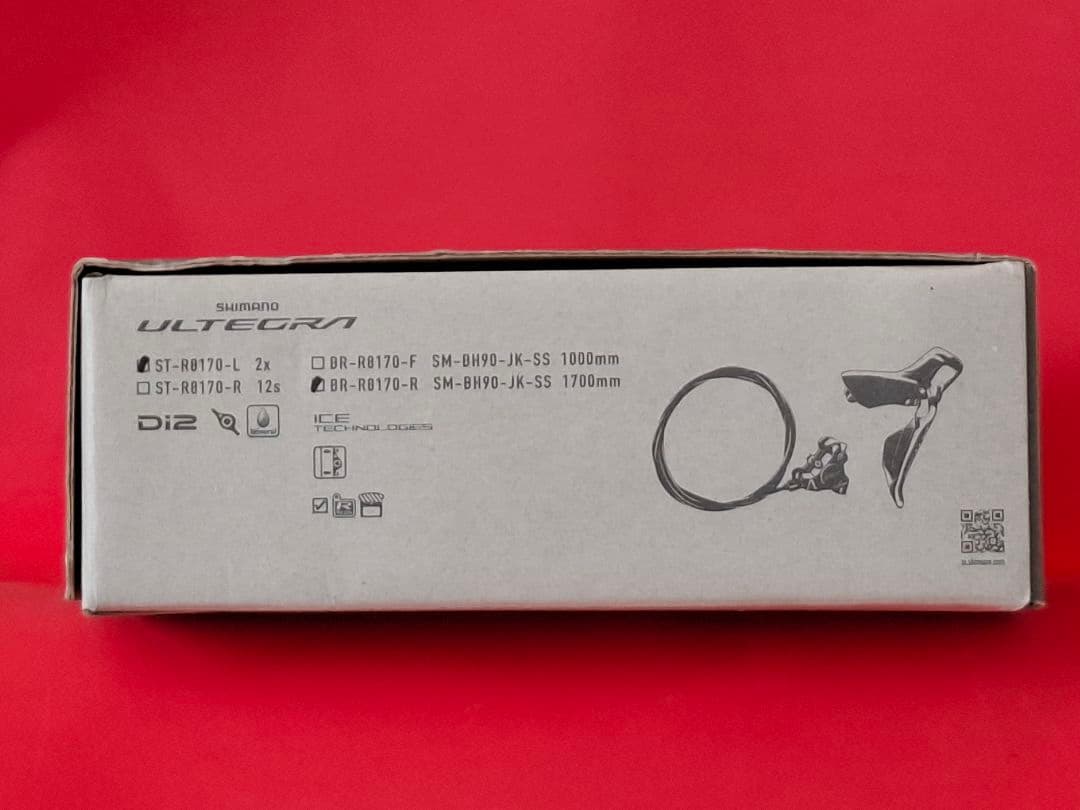 SHIMANO
ULTEGRA
ST-R8170-L 2x
ST-R8170-R 12s
BR-R8170-F SM-BH90-JK-SS 1000mm
BR-R8170-R SM-BH90-JK-SS 1700mm
Di2
ICE
TECHNOLOGIES